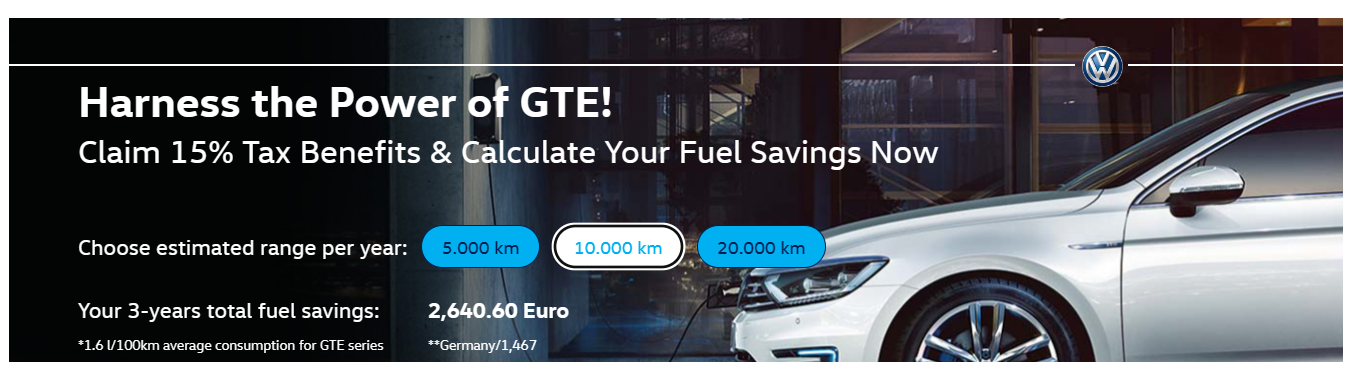 Harness the Power of GTE!
Claim 15% Tax Benefits & Calculate Your Fuel Savings Now
Choose estimated range per year: 5.000 km 10.000 km 20.000 km
Your 3-years total fuel savings: 2,640.60 Euro
*1.6 l/100km average consumption for GTE series **Germany/1,467